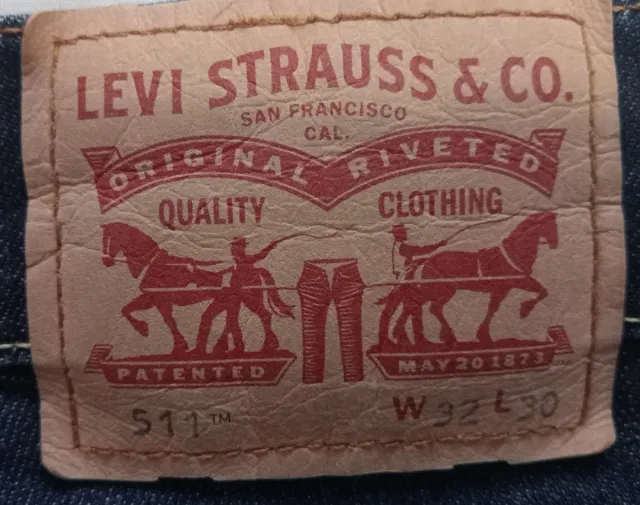 LEVI STRAUSS & CO.
SAN FRANCISCO
CAL.
ORIGINAL RIVETED
QUALITY CLOTHING
PATENTED MAY 20 1873
511™ W 32 L 30